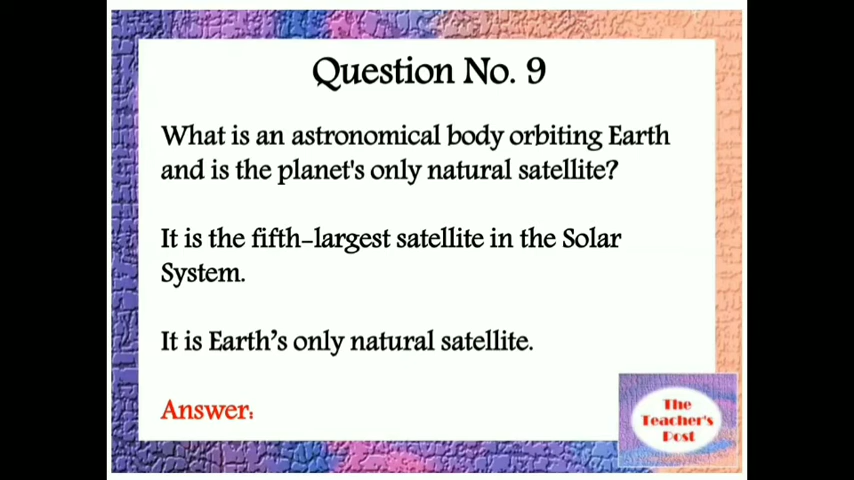 Question No. 9
What is an astronomical body orbiting Earth
and is the planet's only natural satellite?
It is the fifth-largest satellite in the Solar
System.
It is Earth’s only natural satellite.
Answer:
The
Teacher's
Post